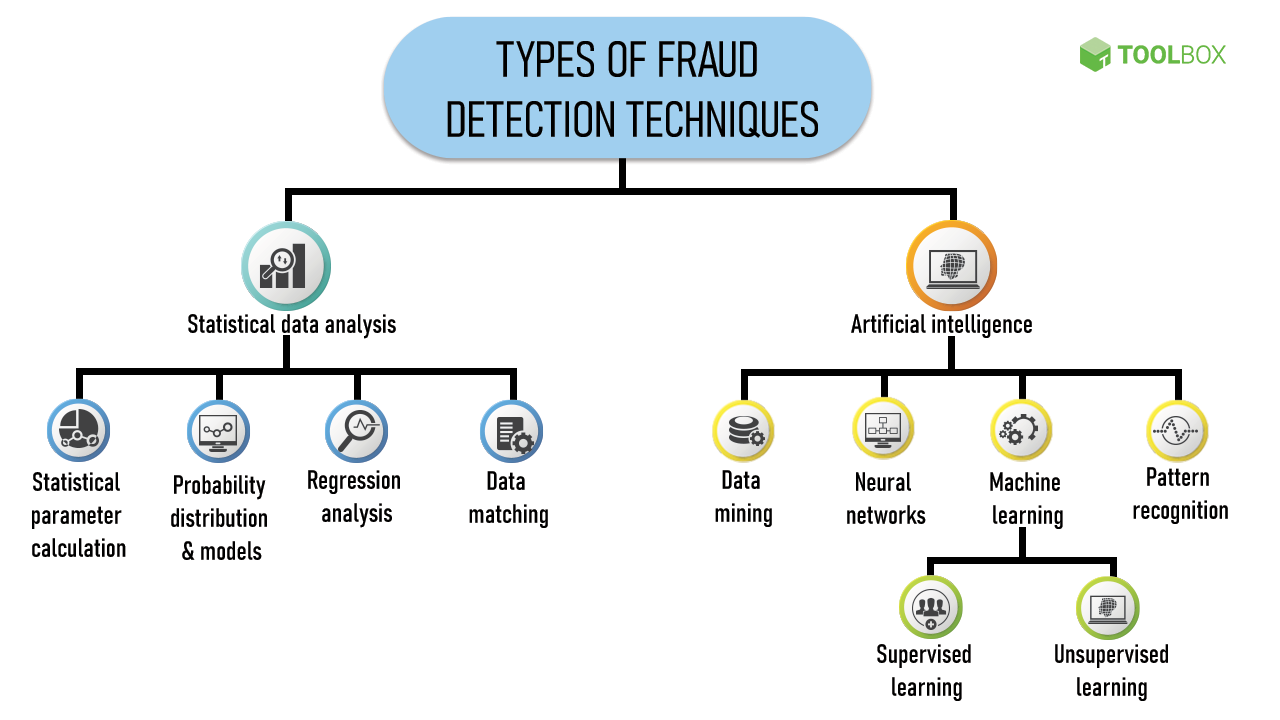 TYPES OF FRAUD
DETECTION TECHNIQUES
TOOLBOX
Statistical data analysis
Artificial intelligence
Statistical
parameter
calculation
Probability
distribution
& models
Regression
analysis
Data
matching
Data
mining
Neural
networks
Machine
learning
Pattern
recognition
Supervised
learning
Unsupervised
learning